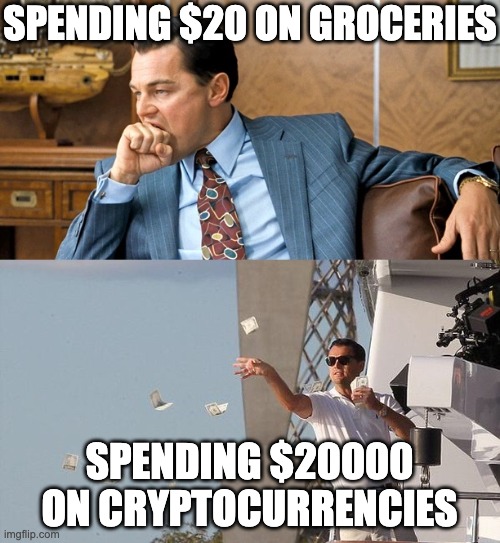 SPENDING $20 ON GROCERIES
SPENDING $20000
ON CRYPTOCURRENCIES
imgflip.com